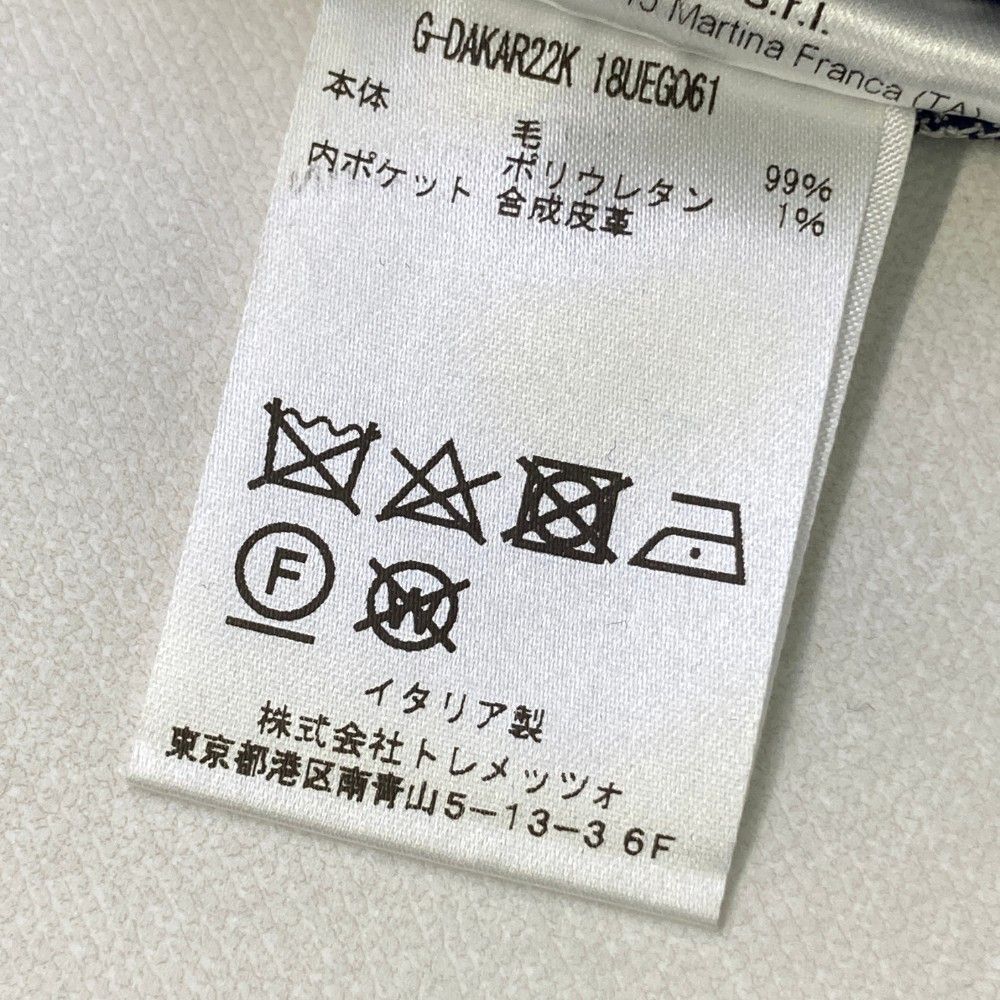 S.r.l.
Martina Franca (TA)
G-DAKAR22K 18UEG061
本体
毛 99%
ポリウレタン 1%
内ポケット 合成皮革
F
W
イタリア製
株式会社トレメッツォ
東京都港区南青山5-13-3 6F